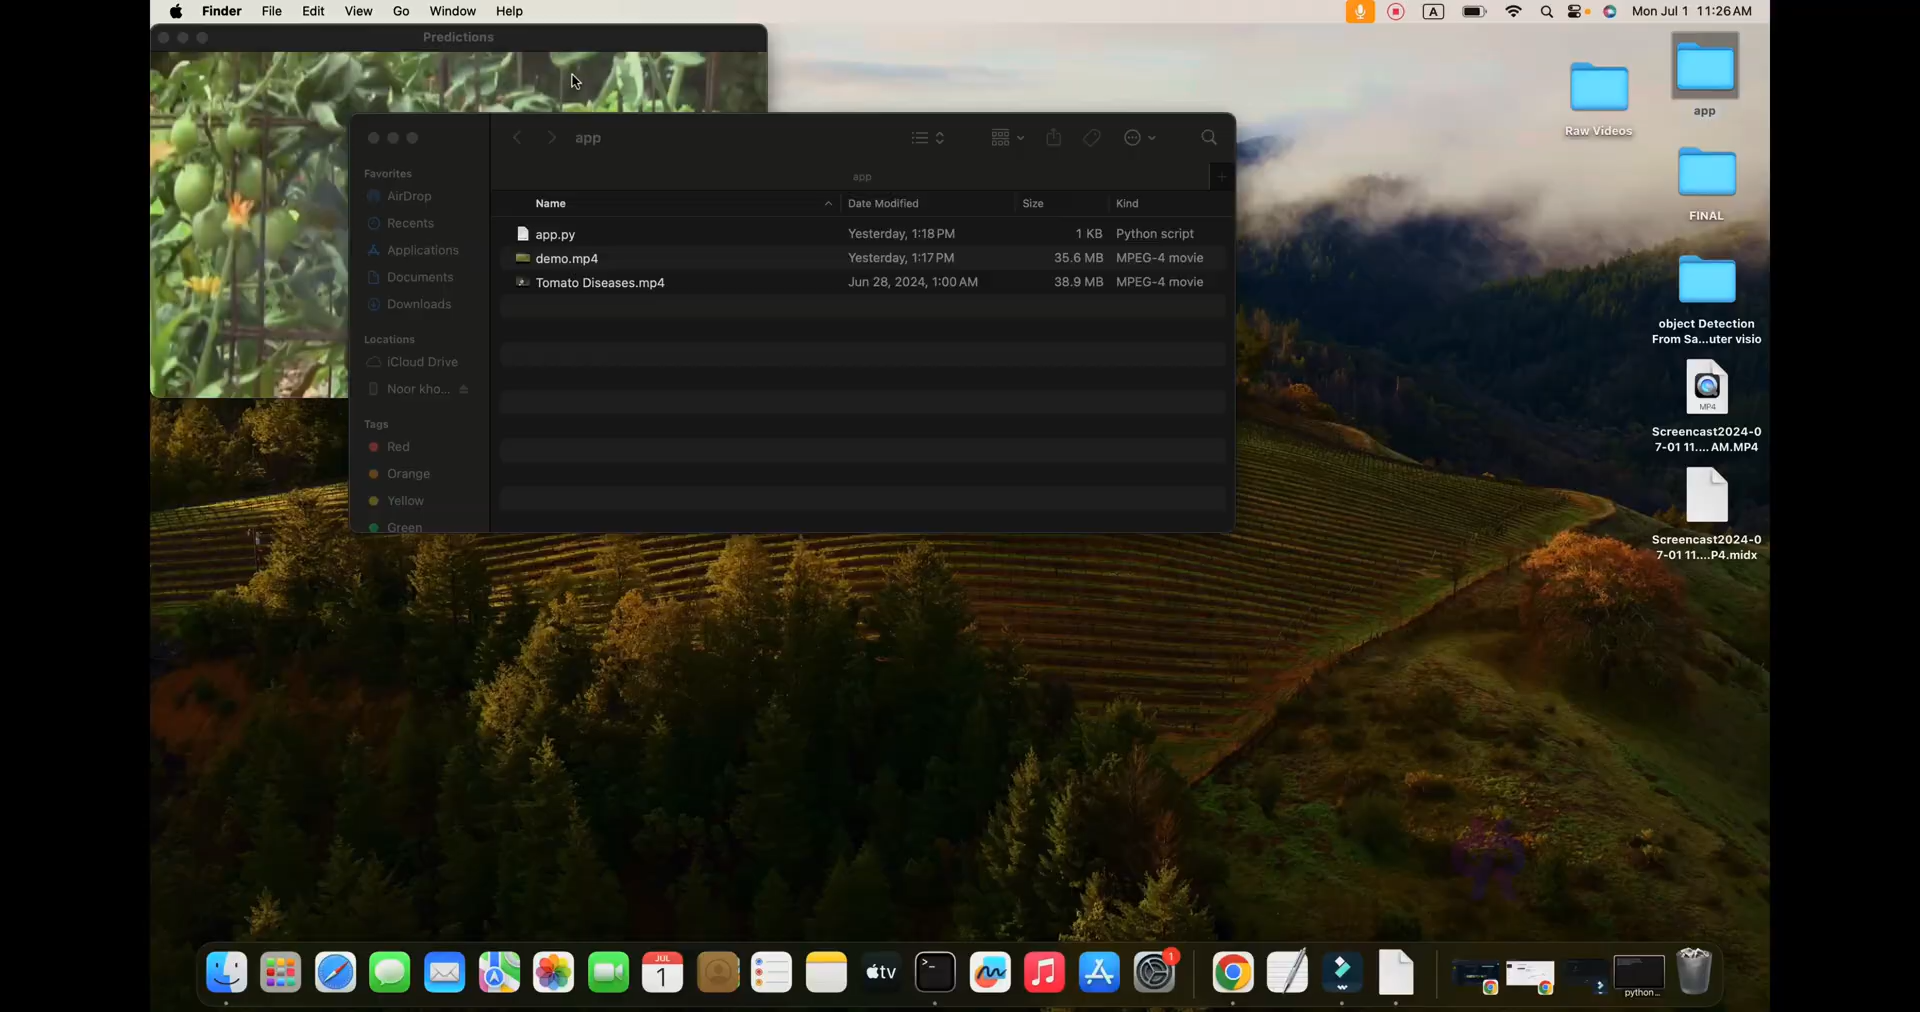 Finder File Edit View Go Window Help
A Mon Jul 1 11:26 AM
Predictions
app
app
Favorites
AirDrop
Recents
Applications
Documents
Downloads
Locations
iCloud Drive
Noor kho...
Tags
Red
Orange
Yellow
Green
Name Date Modified Size Kind
app.py Yesterday, 1:18 PM 1 KB Python script
demo.mp4 Yesterday, 1:17 PM 35.6 MB MPEG-4 movie
Tomato Diseases.mp4 Jun 28, 2024, 1:00 AM 38.9 MB MPEG-4 movie
Raw Videos
app
FINAL
object Detection
From Sa...uter visio
MP4
Screencast2024-0
7-01 11.... AM.MP4
Screencast2024-0
7-01 11....P4.midx
JUL
1
tv
>_
1
python...